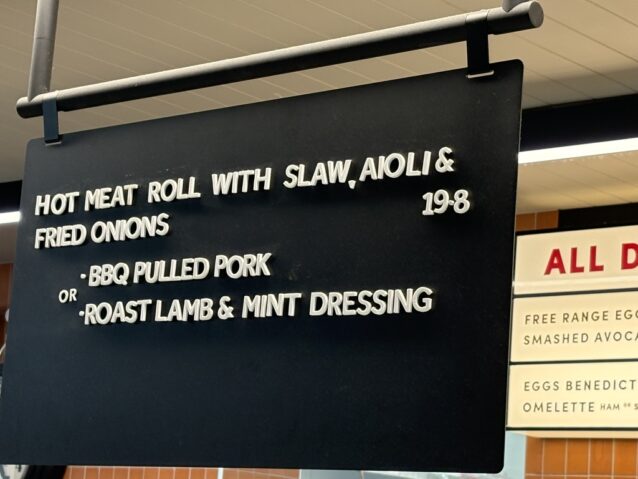 HOT MEAT ROLL WITH SLAW, AIOLI &
FRIED ONIONS 19·8
· BBQ PULLED PORK
OR
· ROAST LAMB & MINT DRESSING
ALL D
FREE RANGE EGG
SMASHED AVOCA
EGGS BENEDICT
OMELETTE HAM OR S